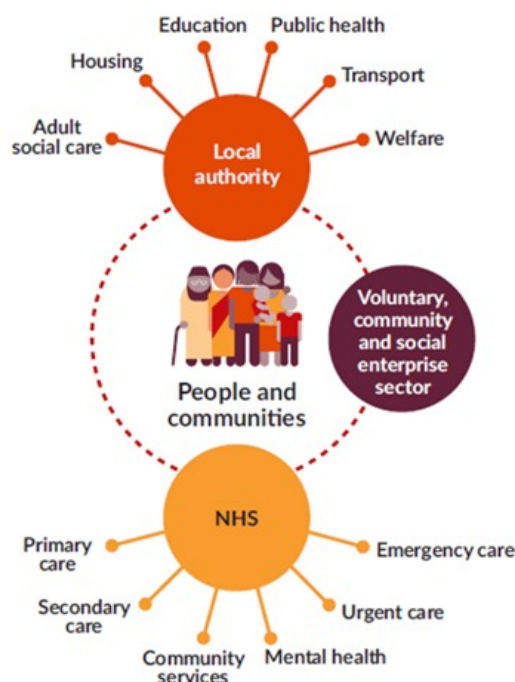 Education
Public health
Housing
Transport
Adult
social care
Welfare
Local
authority
Voluntary,
community
and social
enterprise
sector
People and
communities
NHS
Primary
care
Emergency care
Secondary
care
Urgent care
Community
services
Mental health